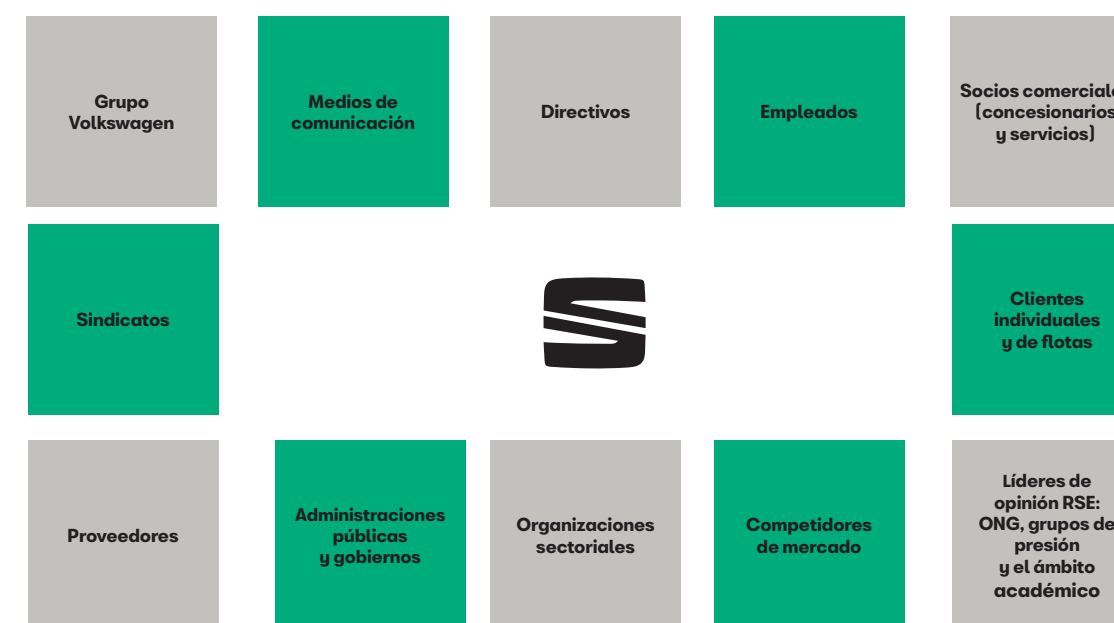 Grupo
Volkswagen
Medios de
comunicación
Directivos
Empleados
Socios comerciale
(concesionarios
y servicios)
Sindicatos
Clientes
individuales
y de flotas
Proveedores
Administraciones
públicas
y gobiernos
Organizaciones
sectoriales
Competidores
de mercado
Líderes de
opinión RSE:
ONG, grupos de
presión
y el ámbito
académico